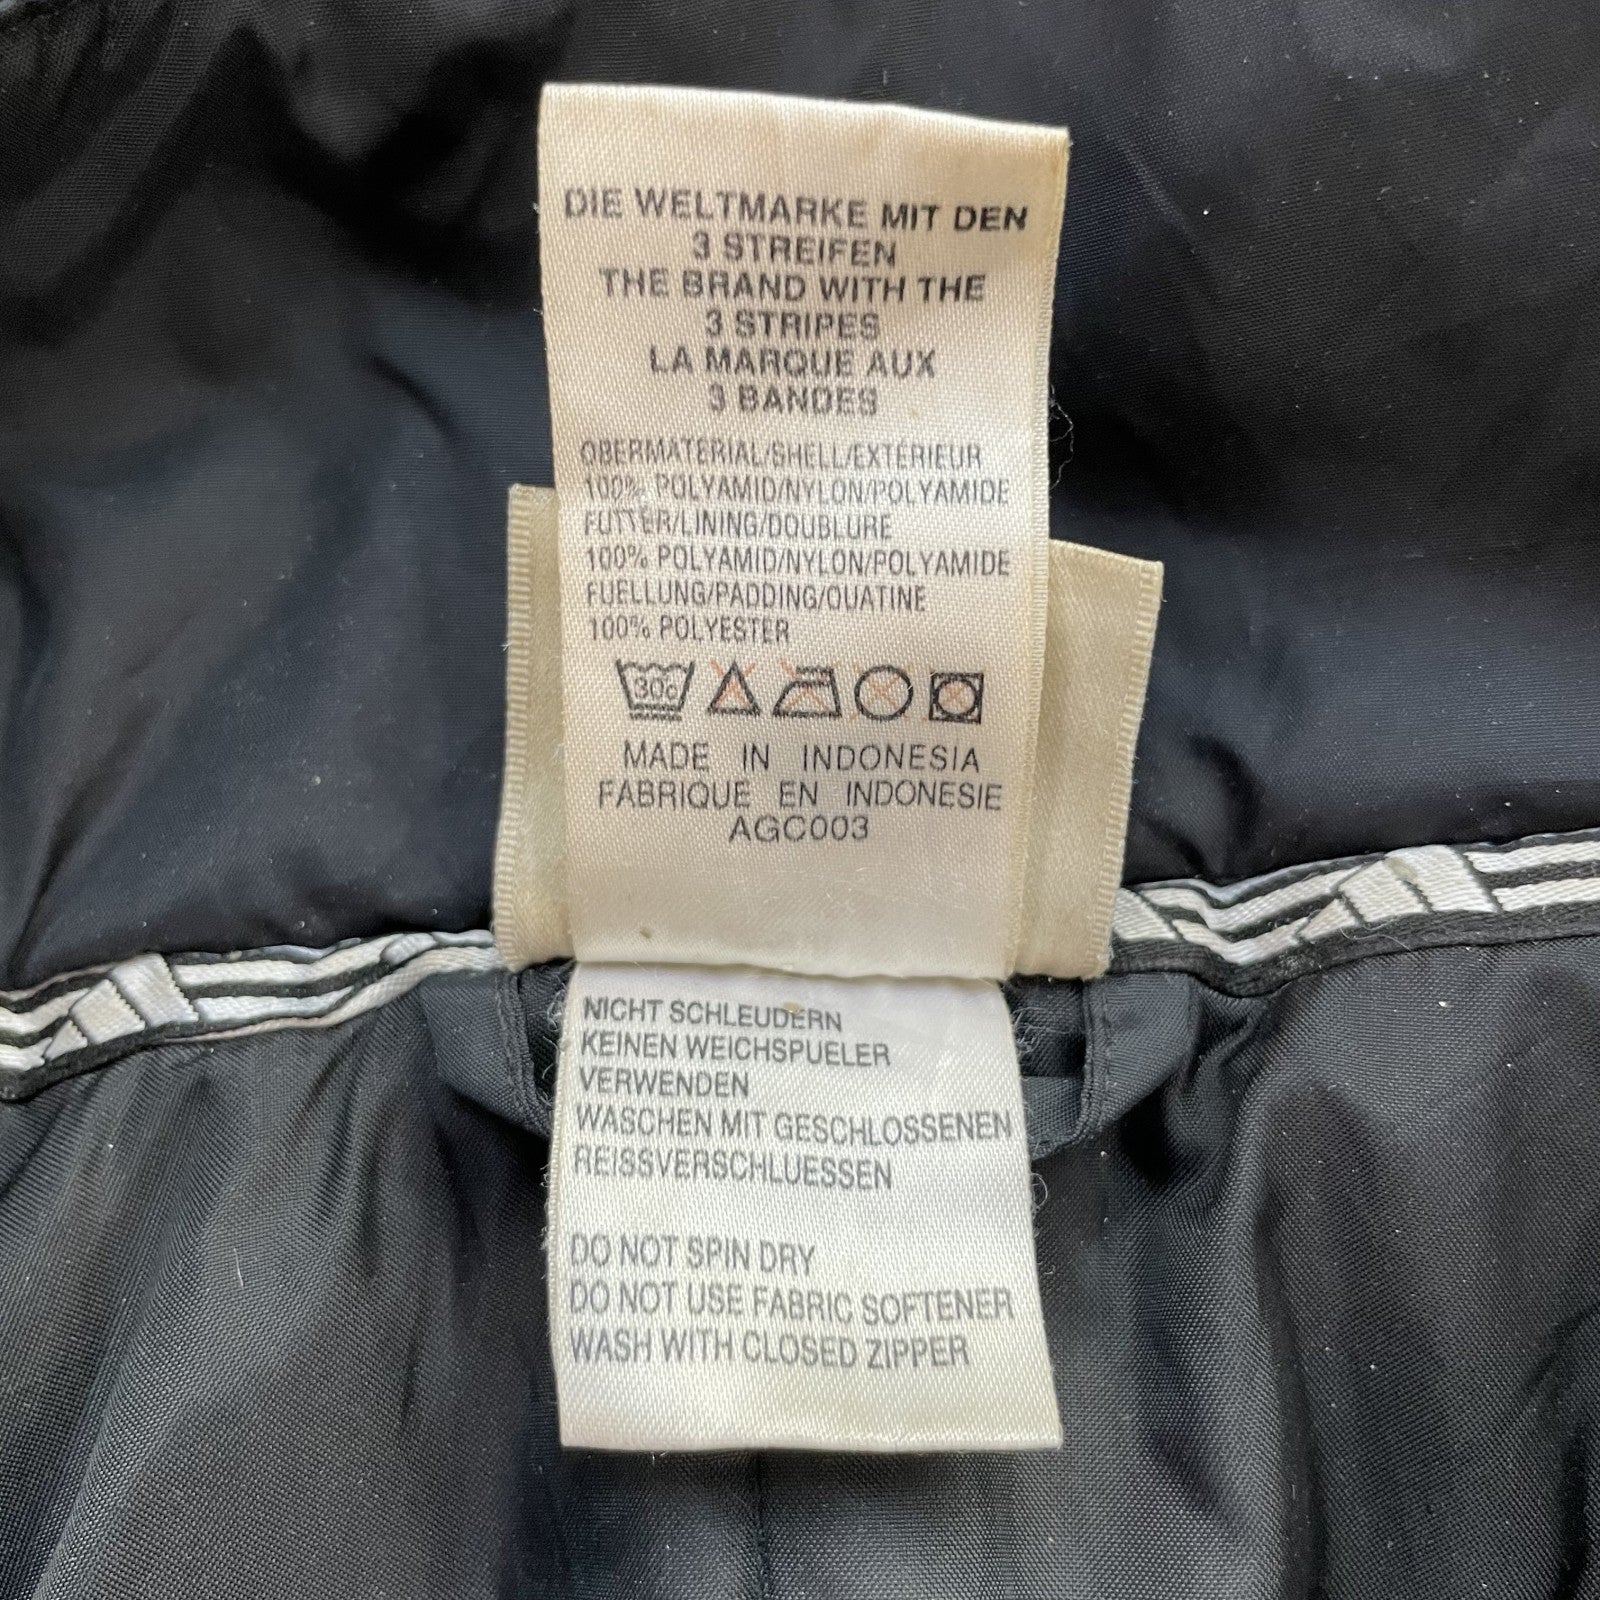 DIE WELTMARKE MIT DEN
3 STREIFEN
THE BRAND WITH THE
3 STRIPES
LA MARQUE AUX
3 BANDES
OBERMATERIAL/SHELL/EXTÉRIEUR
100% POLYAMID/NYLON/POLYAMIDE
FUTTER/LINING/DOUBLURE
100% POLYAMID/NYLON/POLYAMIDE
FUELLUNG/PADDING/OUATINE
100% POLYESTER
30c
MADE IN INDONESIA
FABRIQUE EN INDONESIE
AGC003
NICHT SCHLEUDERN
KEINEN WEICHSPUELER
VERWENDEN
WASCHEN MIT GESCHLOSSENEN
REISSVERSCHLUESSEN
DO NOT SPIN DRY
DO NOT USE FABRIC SOFTENER
WASH WITH CLOSED ZIPPER